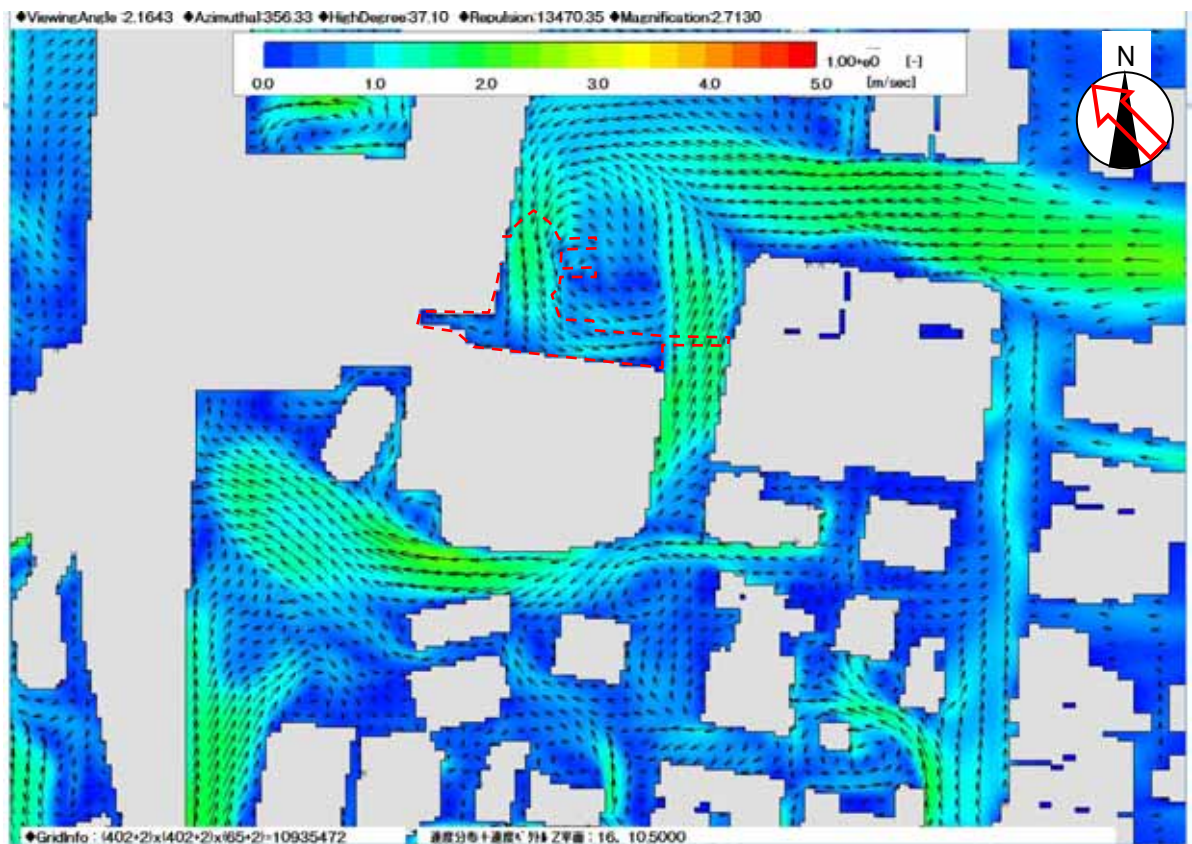 ◆ViewingAngle:2.1643 ◆Azimuthal:356.33 ◆HighDegree:37.10 ◆Repulsion:13470.35 ◆Magnification:2.7130
1.00+e0 [-]
0.0 1.0 2.0 3.0 4.0 5.0 [m/sec]
N
◆GridInfo : (402+2)x(402+2)x(65+2)=10935472
速度分布+速度ベクトル Z平面 : 16, 10.5000